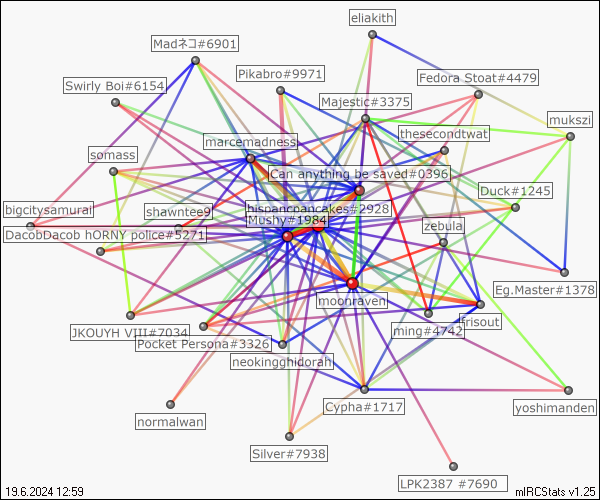 eliakith
Madネコ#6901
Pikabro#9971
Fedora Stoat#4479
Swirly Boi#6154
Majestic#3375
mukszi
marcemadness
thesecondtwat
somass
Can anything be saved#0396
Duck#1245
bigcitysamurai
shawntee9
hispanicpancakes#2928
Moshy#1984
zebula
DacobDacob hORNY police#5271
Eg.Master#1378
moonraven
frisout
JKOUYH VIII#7034
ming#4742
Pocket Persona#3326
neokingghidorah
Cypha#1717
yoshimanden
normalwan
Silver#7938
LPK2387 #7690
19.6.2024 12:59
mIRCStats v1.25